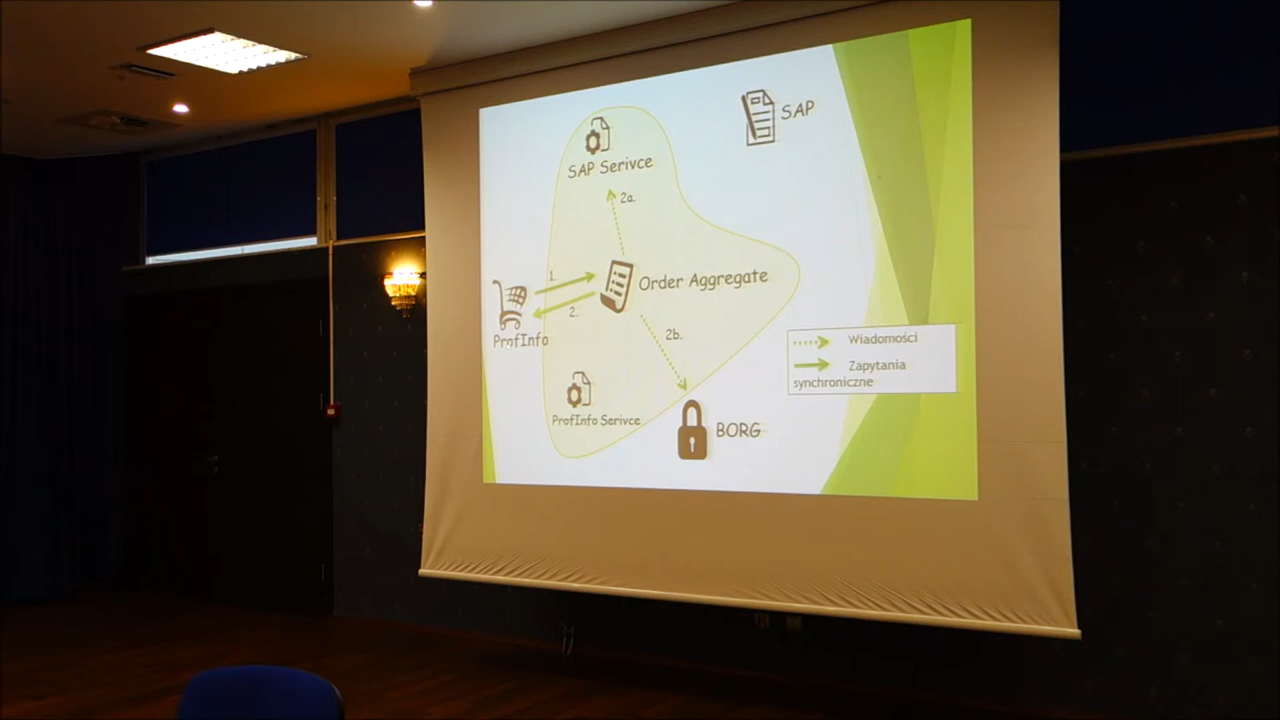 SAP
SAP Serivce
2a.
1.
Order Aggregate
2.
ProfInfo
2b.
Wiadomości
Zapytania
synchroniczne
ProfInfo Serivce
BORG